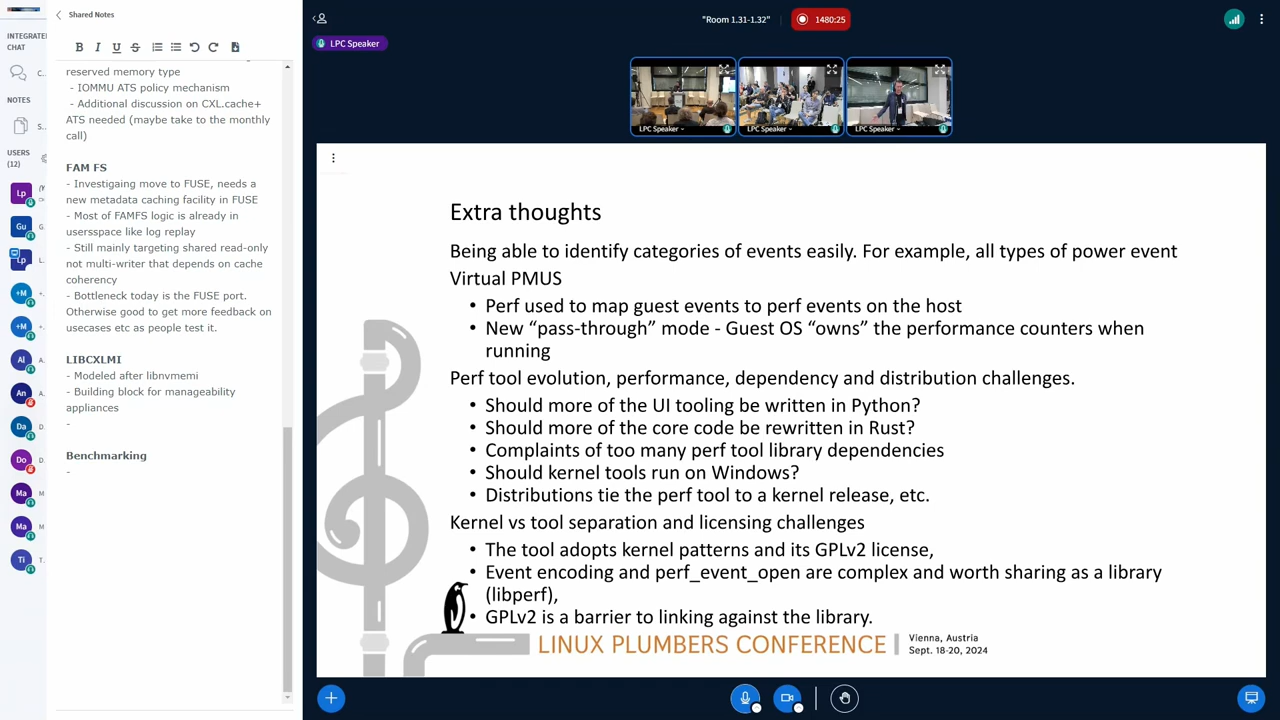 Shared Notes
"Room 1.31-1.32"
1480:25
INTEGRATE
CHAT
C..
NOTES
S..
USERS
(12)
Lp
Gu
G.
Lp
L..
+M
+M
Al
A.
An
A.
Da
D.
Do
D.
Ma
M
Ma
M
Ti
T.
B I U S
reserved memory type
- IOMMU ATS policy mechanism
- Additional discussion on CXL.cache+
ATS needed (maybe take to the monthly
call)
FAM FS
- Investigaing move to FUSE, needs a
new metadata caching facility in FUSE
- Most of FAMFS logic is already in
usersspace like log replay
- Still mainly targeting shared read-only
not multi-writer that depends on cache
coherency
- Bottleneck today is the FUSE port.
Otherwise good to get more feedback on
usecases etc as people test it.
LIBCXLMI
- Modeled after libnvmemi
- Building block for manageability
appliances
-
Benchmarking
-
LPC Speaker
LPC Speaker
LPC Speaker
LPC Speaker
Extra thoughts
Being able to identify categories of events easily. For example, all types of power event
Virtual PMUS
• Perf used to map guest events to perf events on the host
• New “pass-through” mode - Guest OS “owns” the performance counters when
running
Perf tool evolution, performance, dependency and distribution challenges.
• Should more of the UI tooling be written in Python?
• Should more of the core code be rewritten in Rust?
• Complaints of too many perf tool library dependencies
• Should kernel tools run on Windows?
• Distributions tie the perf tool to a kernel release, etc.
Kernel vs tool separation and licensing challenges
• The tool adopts kernel patterns and its GPLv2 license,
• Event encoding and perf_event_open are complex and worth sharing as a library
(libperf),
• GPLv2 is a barrier to linking against the library.
LINUX PLUMBERS CONFERENCE
Vienna, Austria
Sept. 18-20, 2024